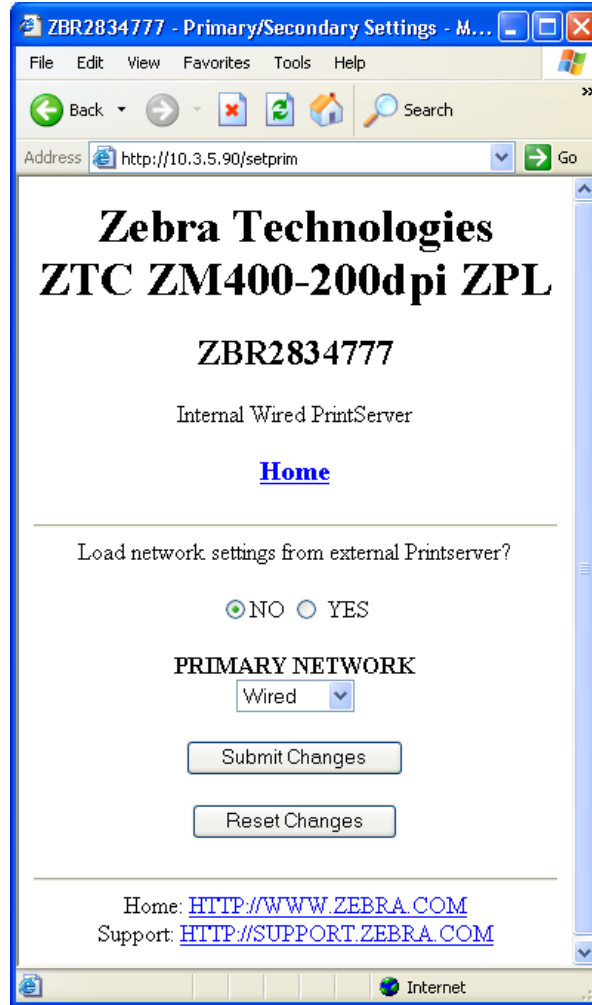 ZBR2834777 - Primary/Secondary Settings - M...
File Edit View Favorites Tools Help
Back Search »
Address http://10.3.5.90/setprim Go
Zebra Technologies
ZTC ZM400-200dpi ZPL
ZBR2834777
Internal Wired PrintServer
Home
Load network settings from external Printserver?
NO YES
PRIMARY NETWORK
Wired
Submit Changes
Reset Changes
Home: HTTP://WWW.ZEBRA.COM
Support: HTTP://SUPPORT.ZEBRA.COM
Internet